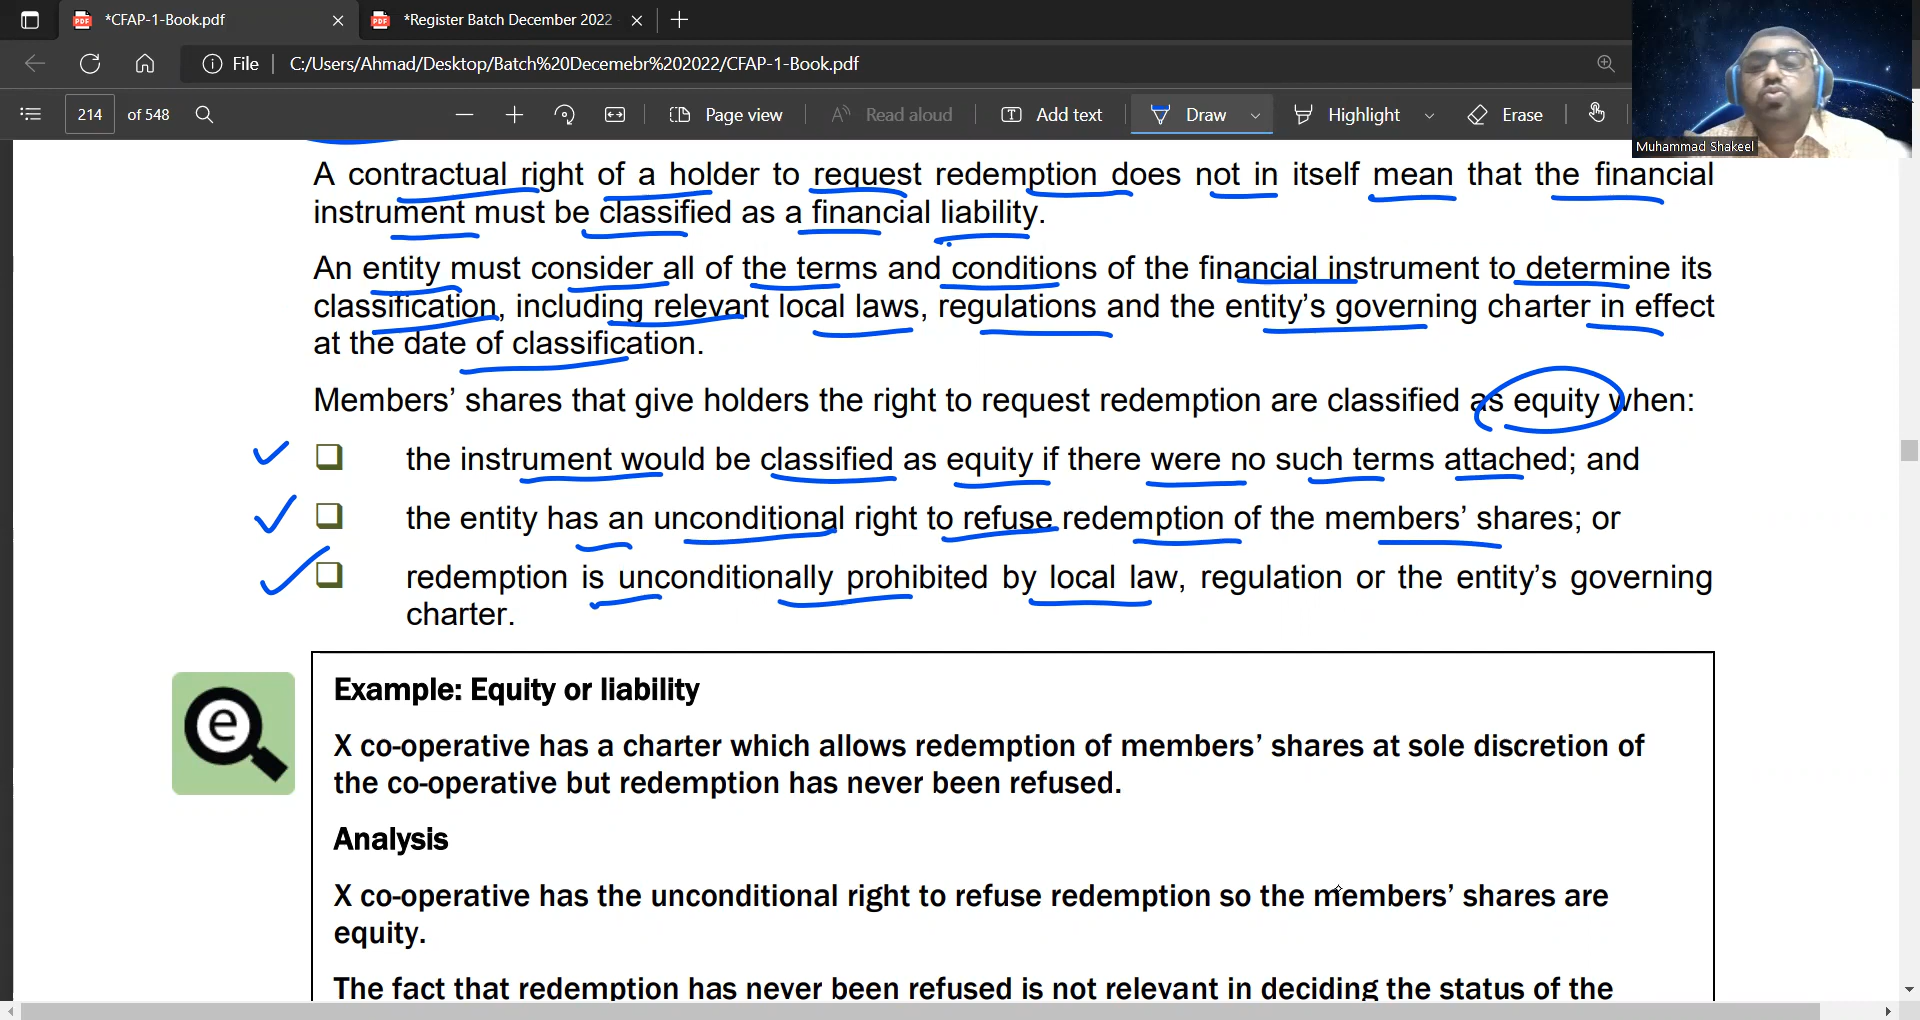 *CFAP-1-Book.pdf
*Register Batch December 2022
File
C:/Users/Ahmad/Desktop/Batch%20Decemebr%202022/CFAP-1-Book.pdf
214 of 548
Page view
Read aloud
Add text
Draw
Highlight
Erase
Muhammad Shakeel
A contractual right of a holder to request redemption does not in itself mean that the financial
instrument must be classified as a financial liability.
An entity must consider all of the terms and conditions of the financial instrument to determine its
classification, including relevant local laws, regulations and the entity's governing charter in effect
at the date of classification.
Members' shares that give holders the right to request redemption are classified as equity when:
the instrument would be classified as equity if there were no such terms attached; and
the entity has an unconditional right to refuse redemption of the members' shares; or
redemption is unconditionally prohibited by local law, regulation or the entity's governing
charter.
e
Example: Equity or liability
X co-operative has a charter which allows redemption of members' shares at sole discretion of
the co-operative but redemption has never been refused.
Analysis
X co-operative has the unconditional right to refuse redemption so the members' shares are
equity.
The fact that redemption has never been refused is not relevant in deciding the status of the